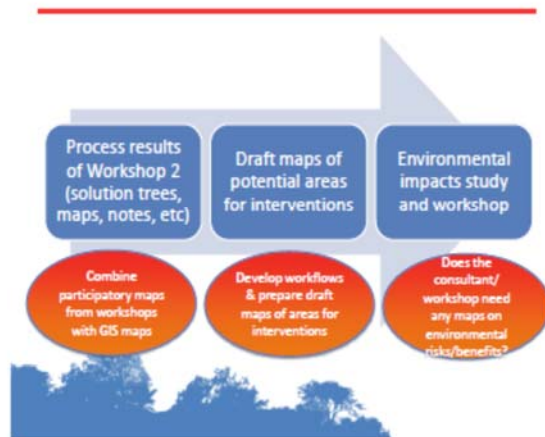 Process results
of Workshop 2
(solution trees,
maps, notes, etc)
Draft maps of
potential areas
for interventions
Environmental
impacts study
and workshop
Combine
participatory maps
from workshops
with GIS maps
Develop workflows
& prepare draft
maps of areas for
interventions
Does the
consultant/
workshop need
any maps on
environmental
risks/benefits?